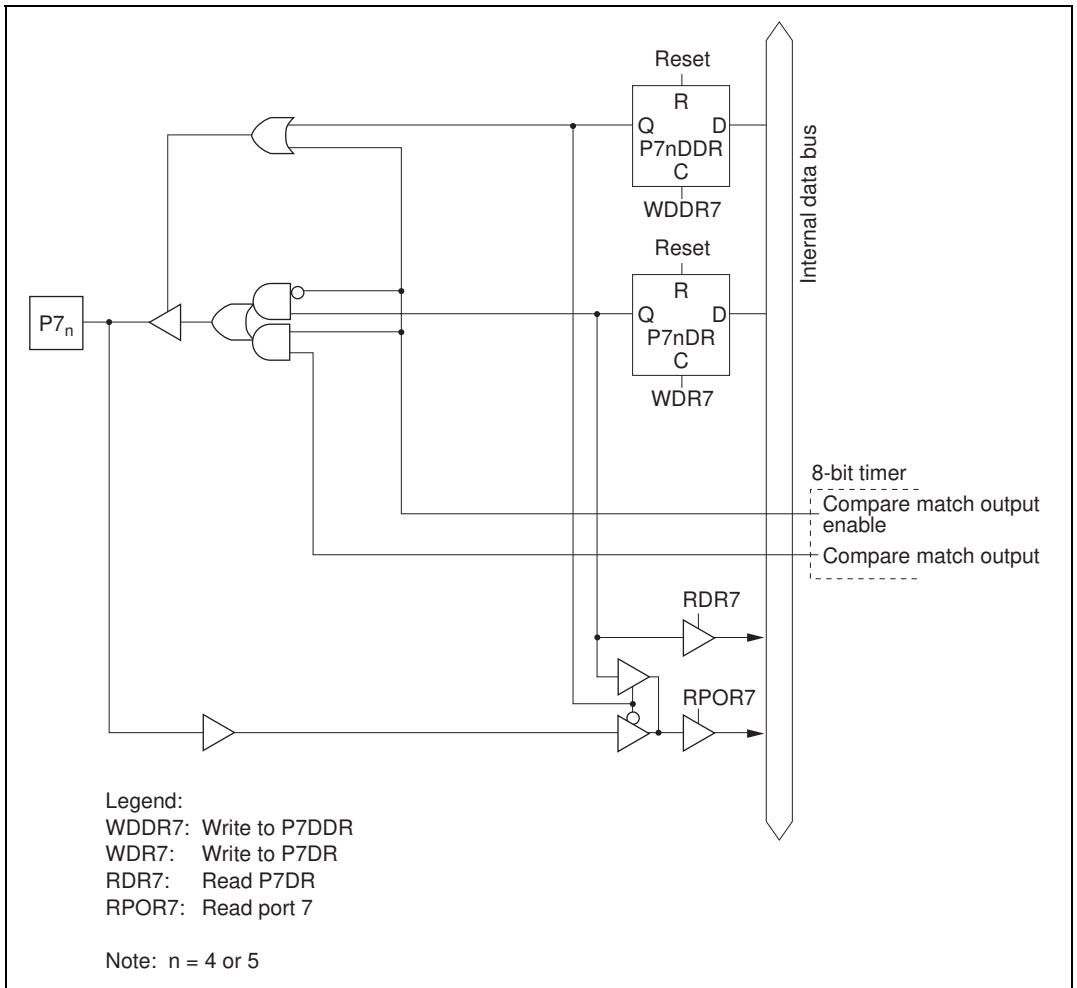 Reset
R
Q D
P7nDDR
C
WDDR7
Internal data bus
Reset
R
P7n
Q D
P7nDR
C
WDR7
8-bit timer
Compare match output
enable
Compare match output
RDR7
RPOR7
Legend:
WDDR7: Write to P7DDR
WDR7: Write to P7DR
RDR7: Read P7DR
RPOR7: Read port 7
Note: n = 4 or 5